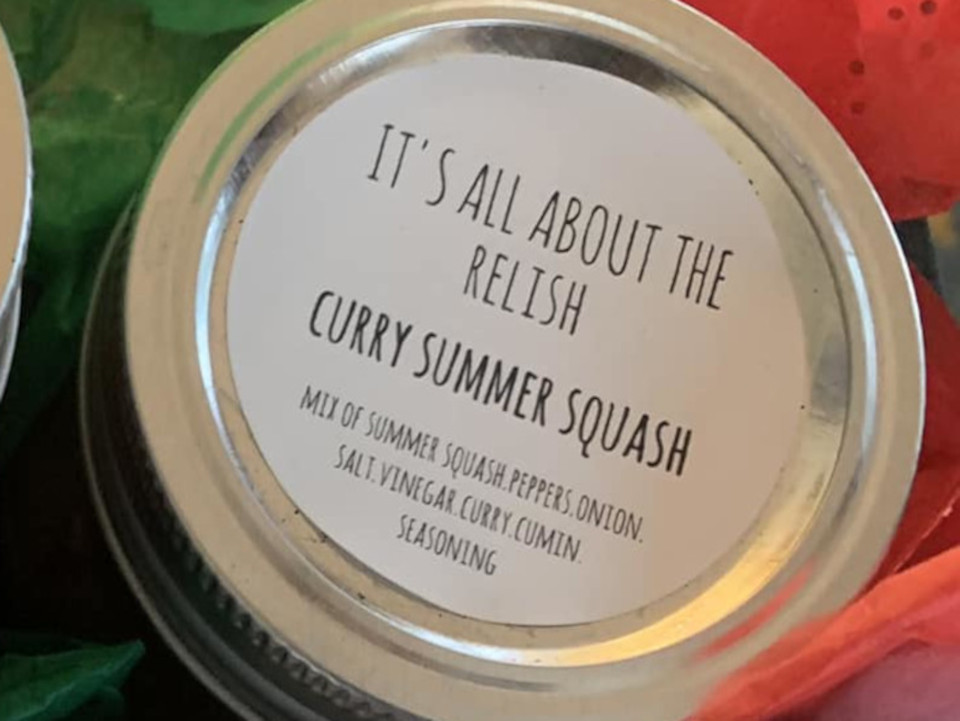 IT'S ALL ABOUT THE
RELISH
CURRY SUMMER SQUASH
MIX OF SUMMER SQUASH.PEPPERS.ONION.
SALT.VINEGAR.CURRY.CUMIN.
SEASONING